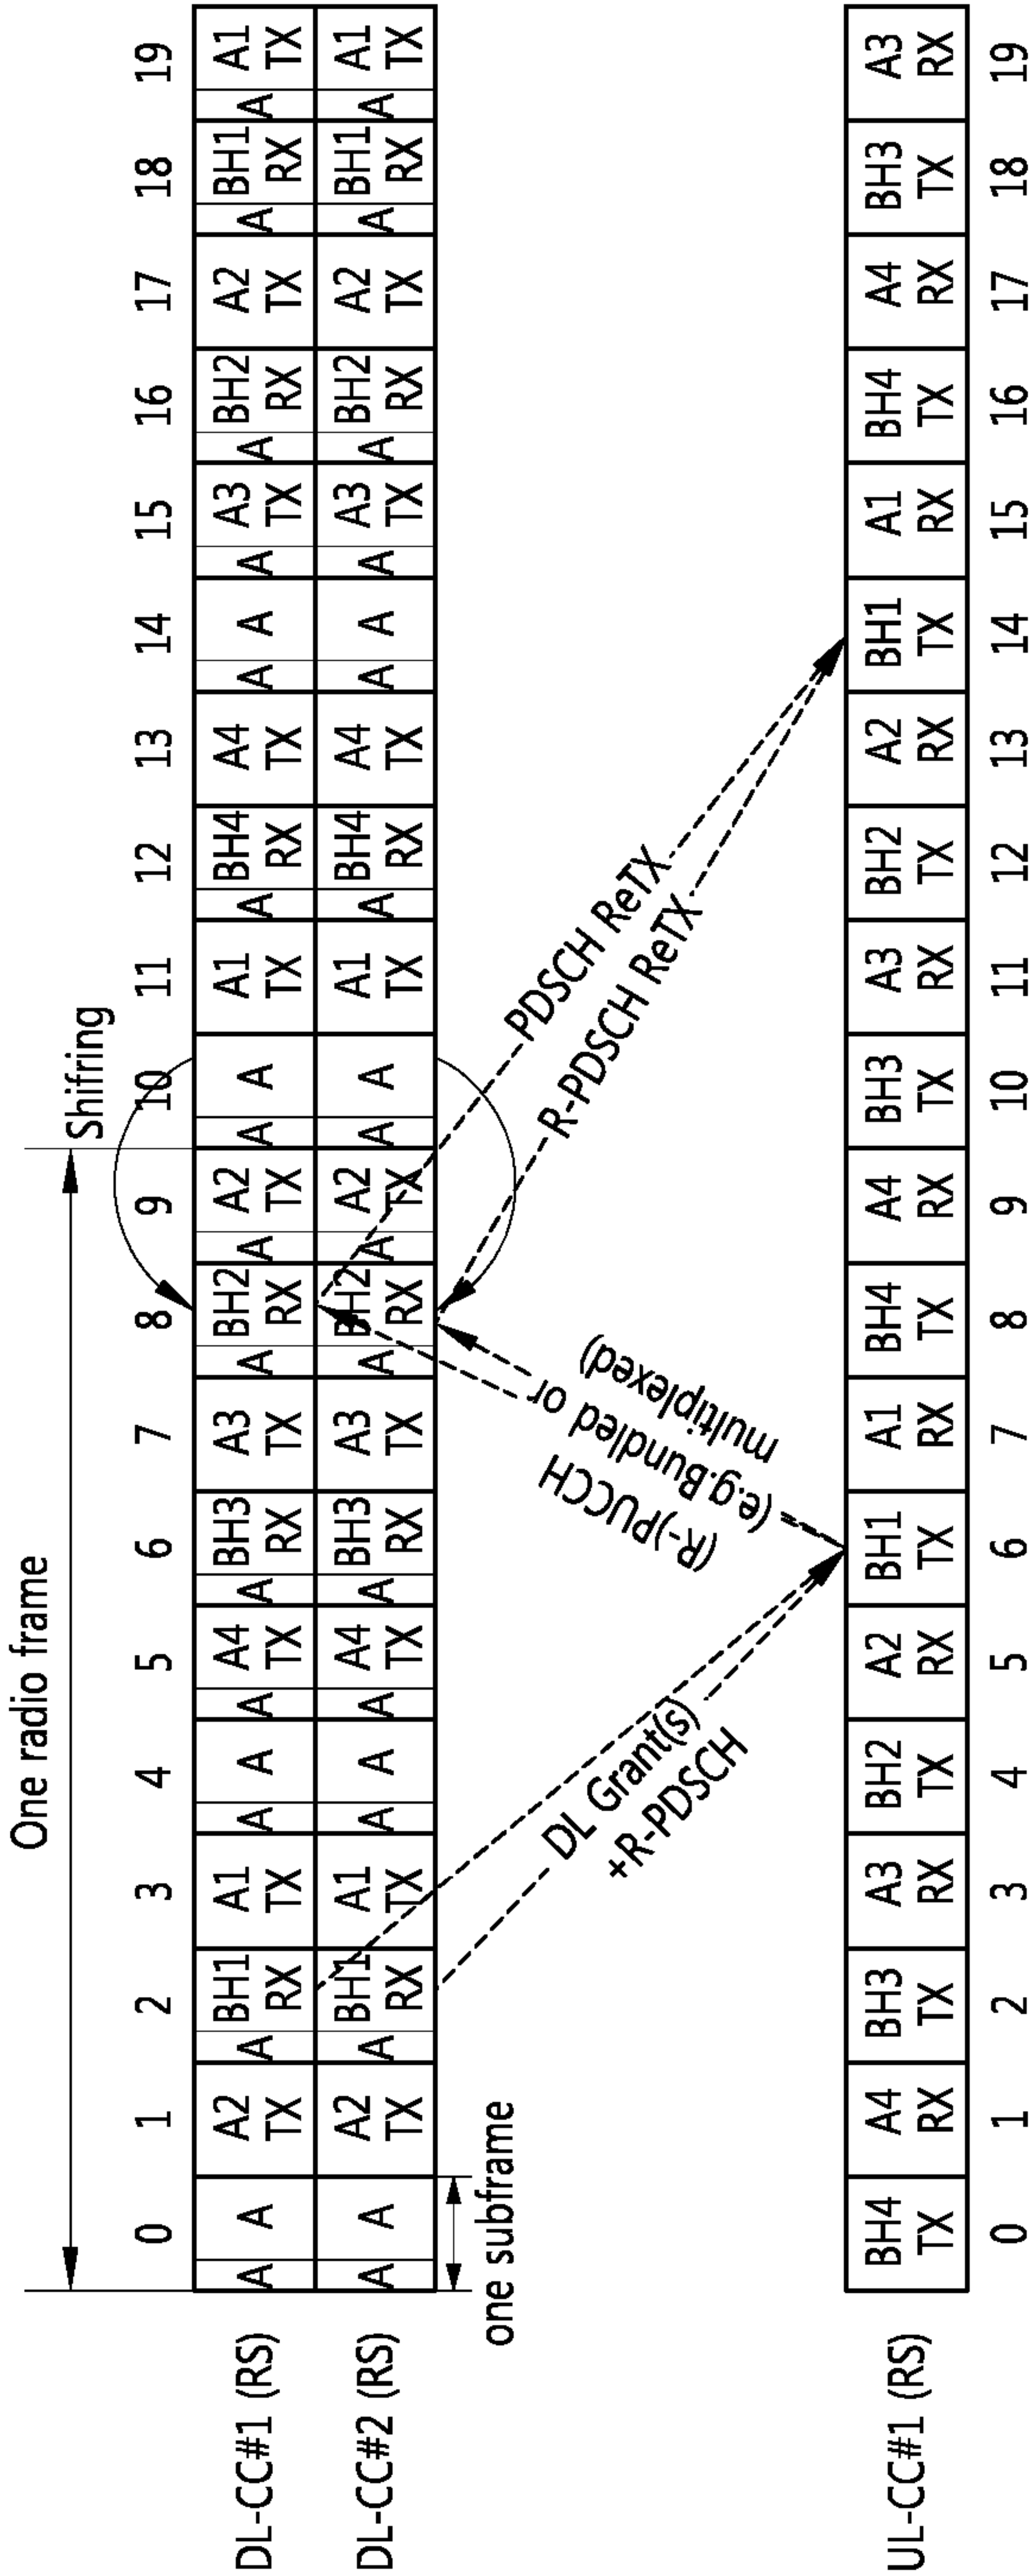 One radio frame
Shifring
0 1 2 3 4 5 6 7 8 9 10 11 12 13 14 15 16 17 18 19
DL-CC#1 (RS)
A A
A2 TX
A BH1 RX
A1 TX
A A
A A4 TX
A BH3 RX
A3 TX
A BH2 RX
A A2 TX
A A
A1 TX
A BH4 RX
A4 TX
A A
A A3 TX
A BH2 RX
A2 TX
A BH1 RX
A A1 TX
DL-CC#2 (RS)
A A
A2 TX
A BH1 RX
A1 TX
A A
A A4 TX
A BH3 RX
A3 TX
A BH2 RX
A A2 TX
A A
A1 TX
A BH4 RX
A4 TX
A A
A A3 TX
A BH2 RX
A2 TX
A BH1 RX
A A1 TX
one subframe
DL Grant(s)
+R-PDSCH
(R-)PUCCH
(e.g.Bundled or
multiplexed)
PDSCH ReTX
R-PDSCH ReTX
UL-CC#1 (RS)
BH4 TX
A4 RX
BH3 TX
A3 RX
BH2 TX
A2 RX
BH1 TX
A1 RX
BH4 TX
A4 RX
BH3 TX
A3 RX
BH2 TX
A2 RX
BH1 TX
A1 RX
BH4 TX
A4 RX
BH3 TX
A3 RX
0 1 2 3 4 5 6 7 8 9 10 11 12 13 14 15 16 17 18 19